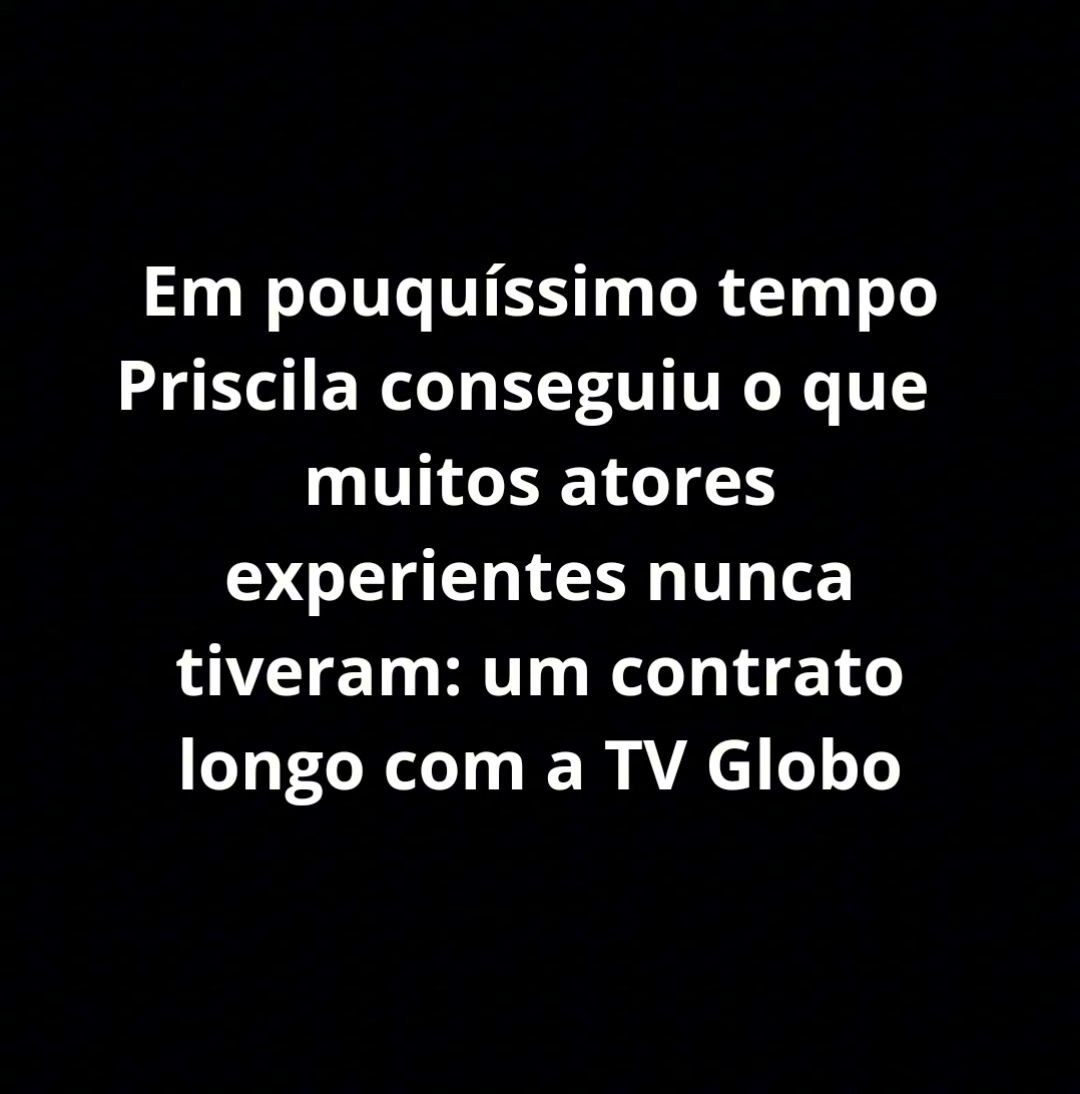 Em pouquíssimo tempo
Priscila conseguiu o que
muitos atores
experientes nunca
tiveram: um contrato
longo com a TV Globo